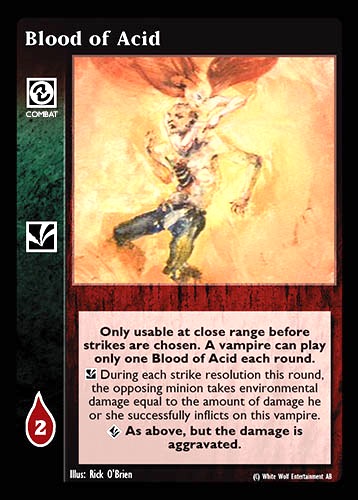 Blood of Acid
COMBAT
Only usable at close range before
strikes are chosen. A vampire can play
only one Blood of Acid each round.
During each strike resolution this round,
the opposing minion takes environmental
damage equal to the amount of damage he
or she successfully inflicts on this vampire.
As above, but the damage is
aggravated.
2
Illus: Rick O'Brien (C) White Wolf Entertainment AB